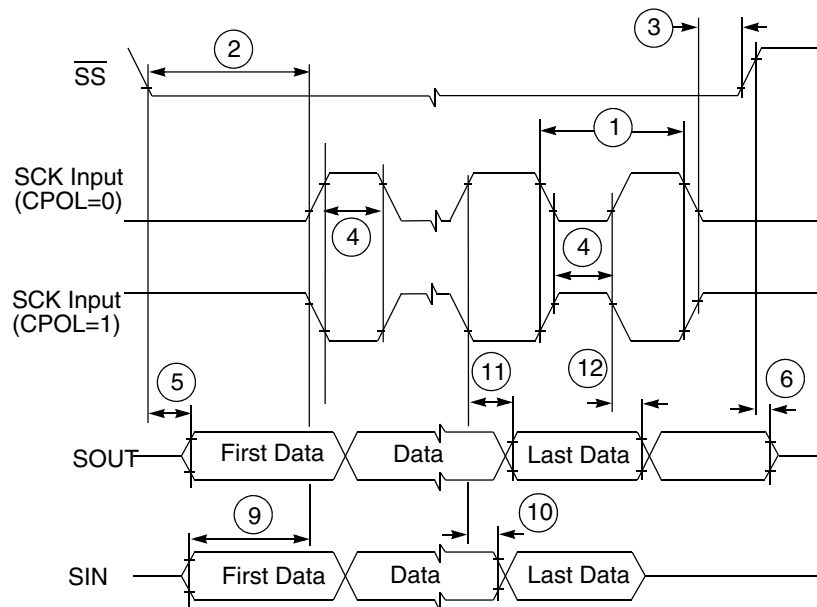 3
2
SS
1
SCK Input
(CPOL=0)
4
4
SCK Input
(CPOL=1)
5
11
12
6
SOUT
First Data
Data
Last Data
9
10
SIN
First Data
Data
Last Data